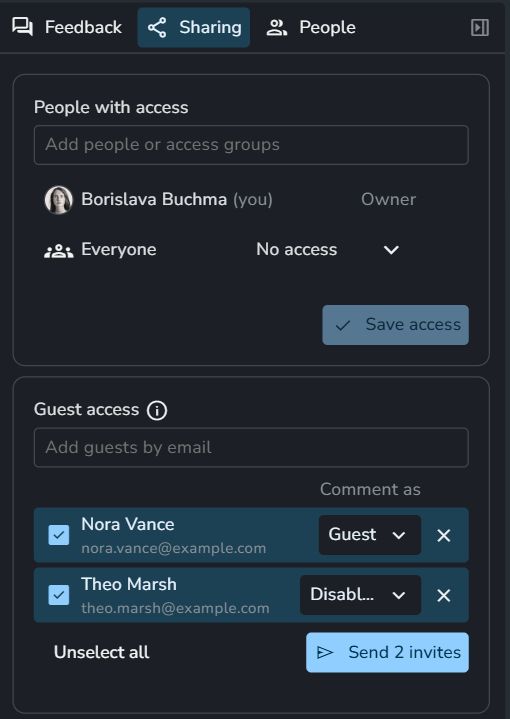 Feedback Sharing People
People with access
Add people or access groups
Borislava Buchma (you) Owner
Everyone No access
Save access
Guest access
Add guests by email
Comment as
Nora Vance Guest
nora.vance@example.com
Theo Marsh Disabl...
theo.marsh@example.com
Unselect all Send 2 invites